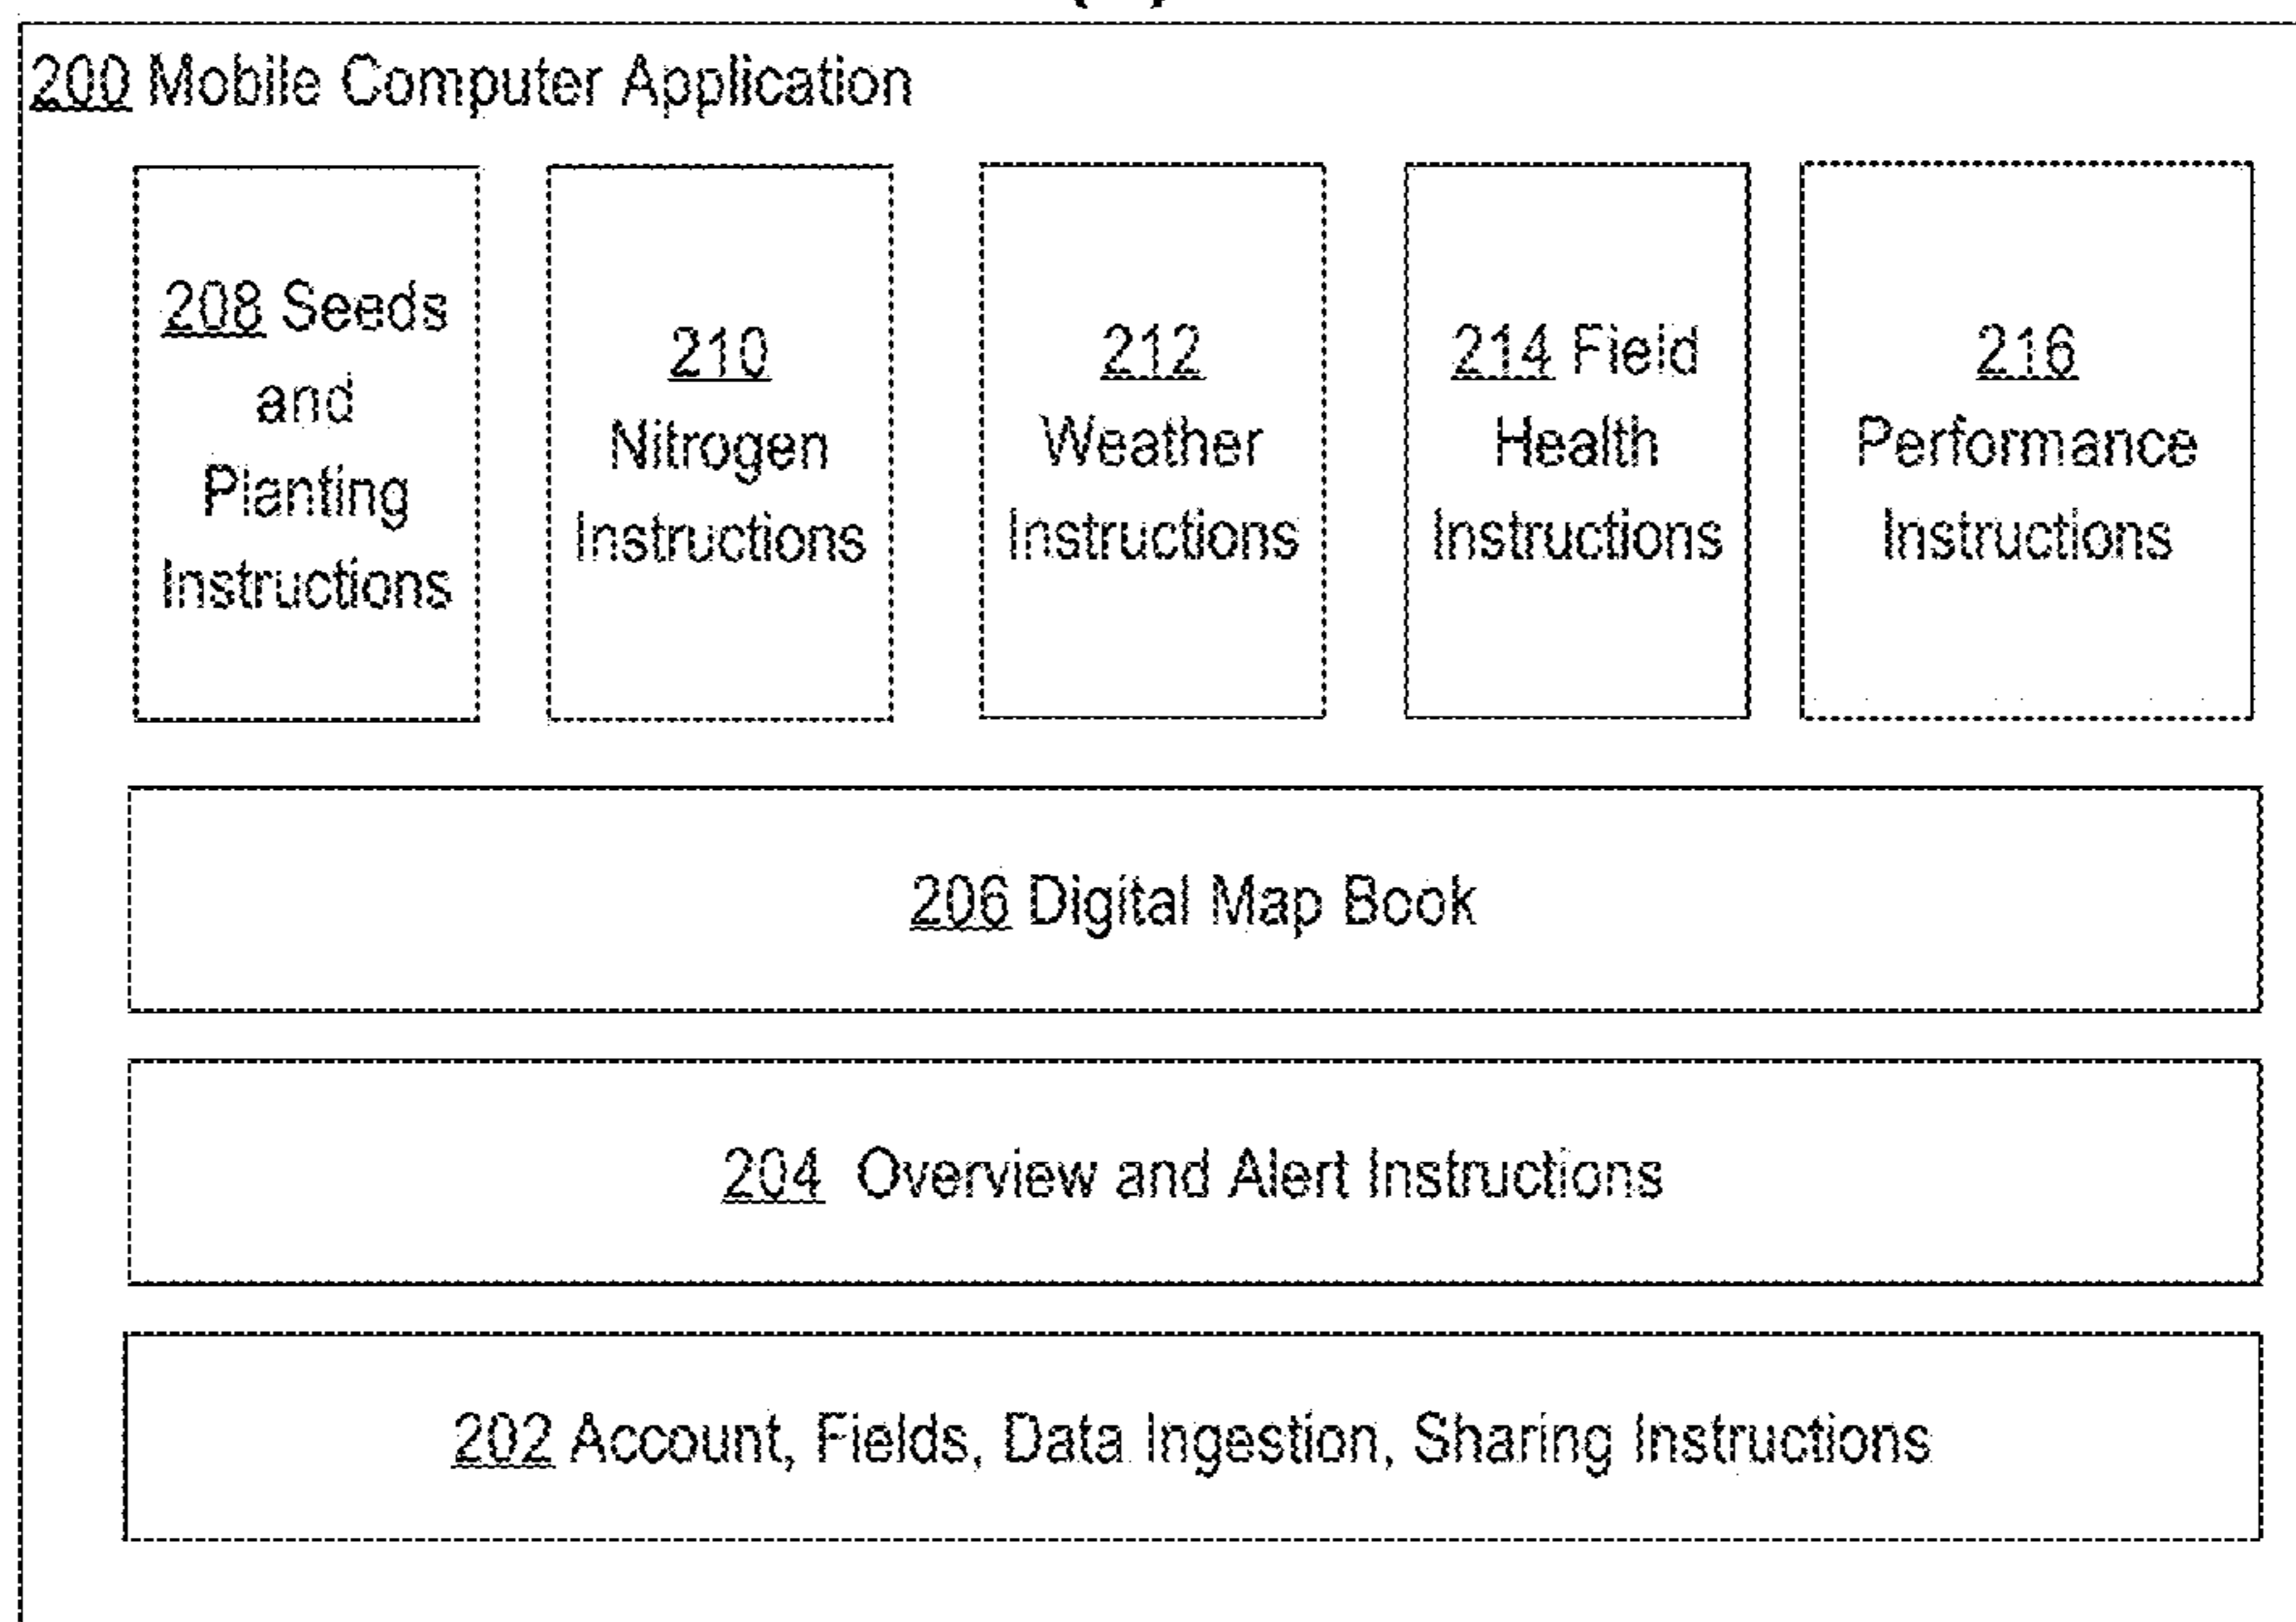 200 Mobile Computer Application
208 Seeds
and
Planting
Instructions
210
Nitrogen
Instructions
212
Weather
Instructions
214 Field
Health
Instructions
216
Performance
Instructions
206 Digital Map Book
204 Overview and Alert Instructions
202 Account, Fields, Data Ingestion, Sharing Instructions